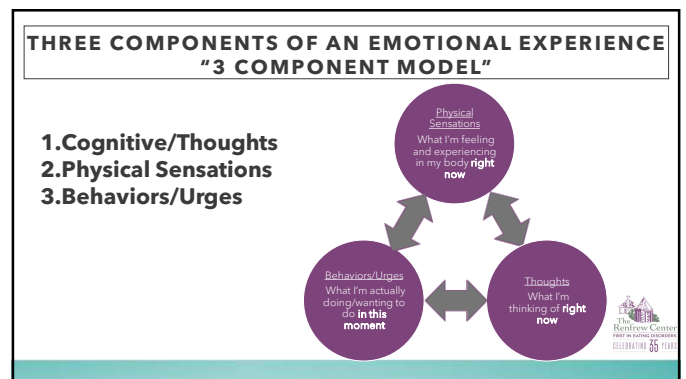 THREE COMPONENTS OF AN EMOTIONAL EXPERIENCE
“3 COMPONENT MODEL”
1.Cognitive/Thoughts
2.Physical Sensations
3.Behaviors/Urges
Physical
Sensations
What I’m feeling
and experiencing
in my body right
now
Behaviors/Urges
What I’m actually
doing/wanting to
do in this
moment
Thoughts
What I’m
thinking of right
now
The
Renfrew Center
FIRST IN EATING DISORDERS
CELEBRATING 35 YEARS